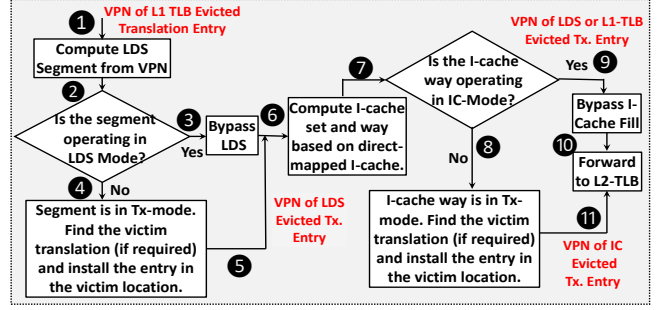 1
VPN of L1 TLB Evicted
Translation Entry
Compute LDS
Segment from VPN
2
Is the segment
operating in
LDS Mode?
3
Yes
Bypass
LDS
4
No
Segment is in Tx-mode.
Find the victim
translation (if required)
and install the entry in
the victim location.
5
VPN of LDS
Evicted Tx.
Entry
6
Compute I-cache
set and way
based on direct-
mapped I-cache.
7
Is the I-cache
way operating
in IC-Mode?
8
No
I-cache way is in Tx-
mode. Find the victim
translation (if required)
and install the entry in
the victim location.
VPN of LDS or L1-TLB
Evicted Tx. Entry
9
Yes
Bypass I-
Cache Fill
10
Forward
to L2-TLB
11
VPN of IC
Evicted
Tx. Entry